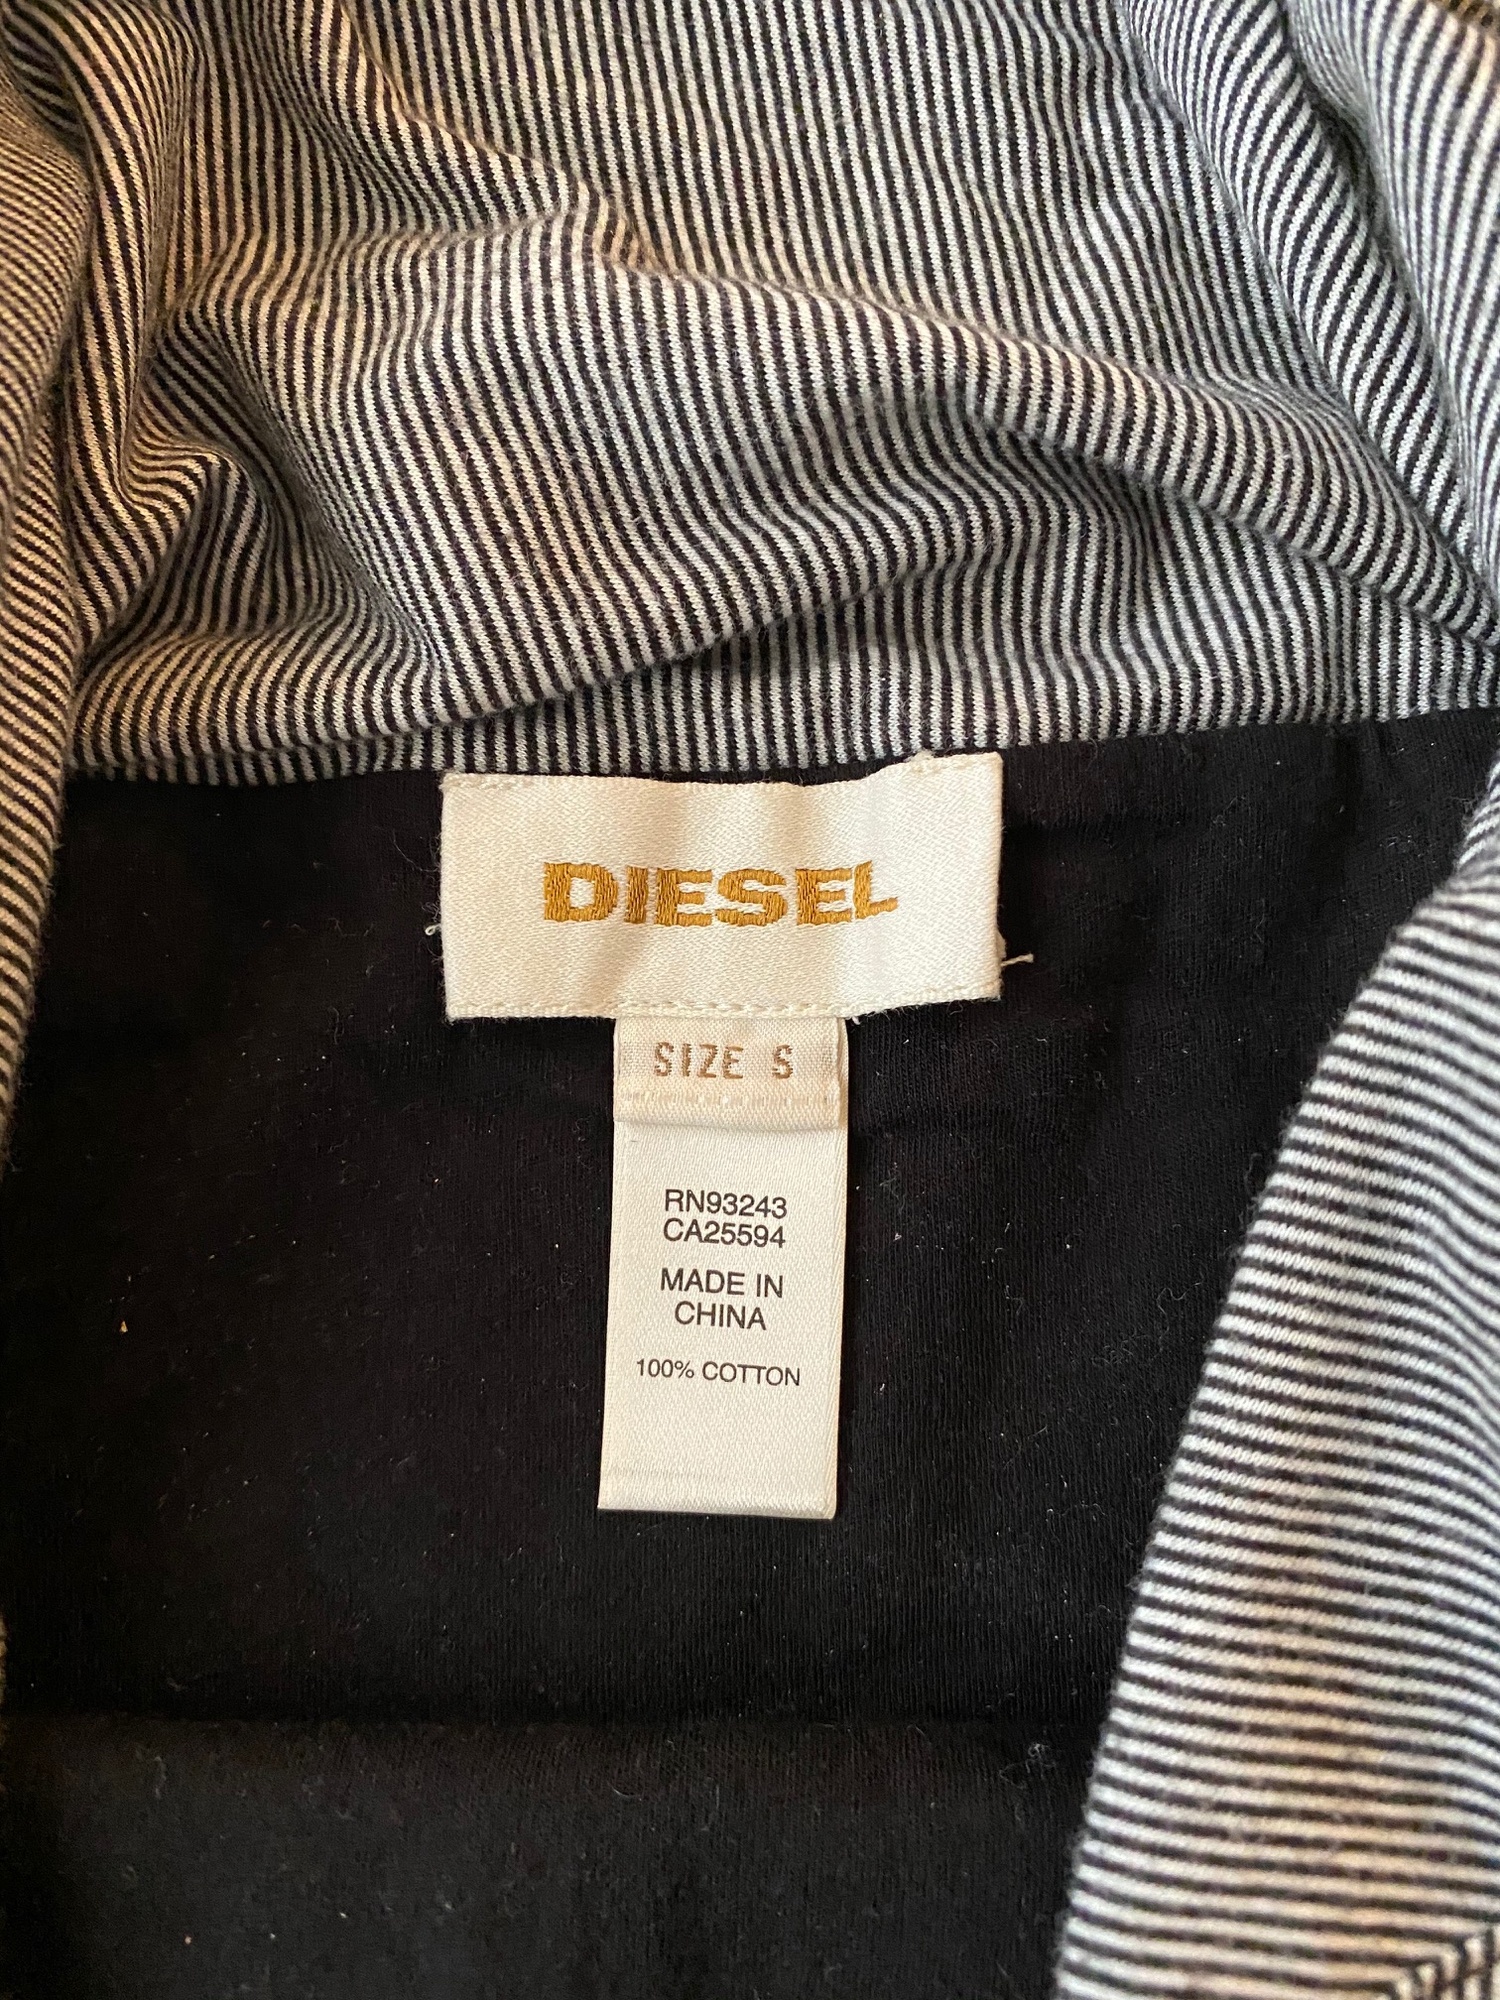 DIESEL
SIZE S
RN93243
CA25594
MADE IN
CHINA
100% COTTON